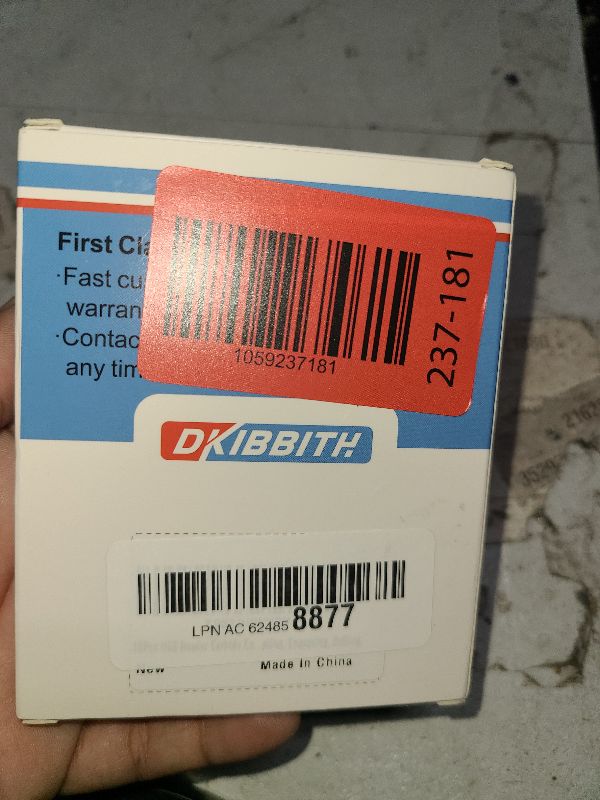 First Cla
·Fast cu
warran
·Contac
any tim
1059237181
237-181
DKIBBITH
LPN AC 62485 8877
New
Made In China